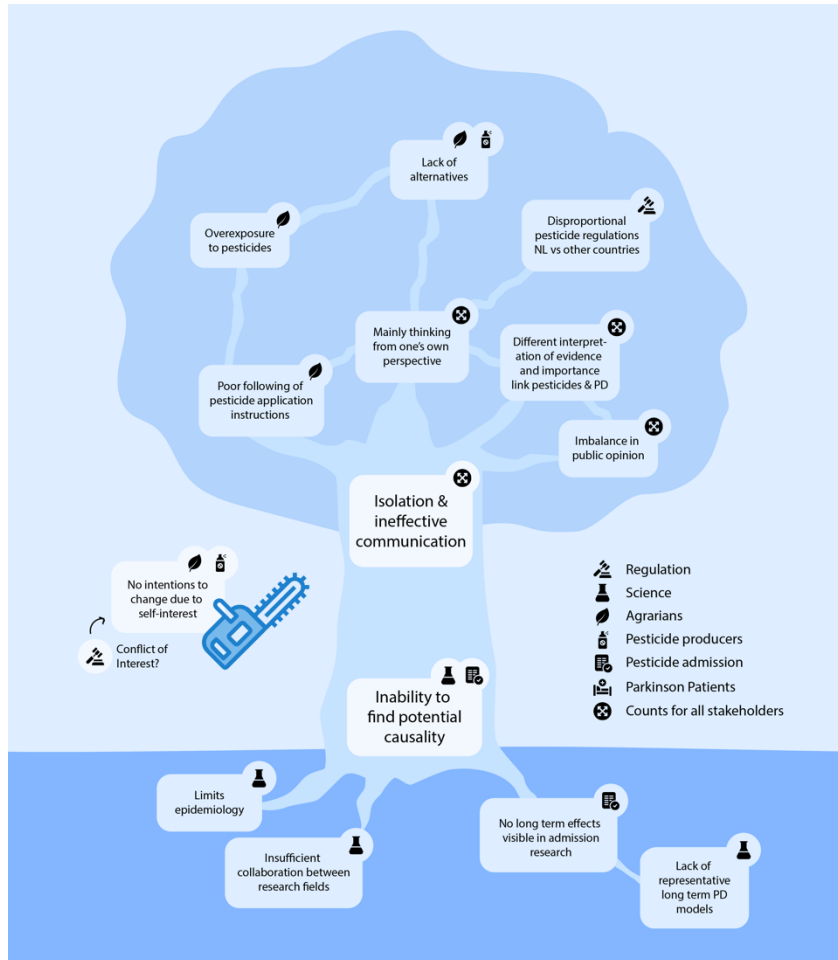 Lack of
alternatives
Overexposure
to pesticides
Disproportional
pesticide regulations
NL vs other countries
Mainly thinking
from one's own
perspective
Different interpret-
ation of evidence
and importance
link pesticides & PD
Poor following of
pesticide application
instructions
Imbalance in
public opinion
Isolation &
ineffective
communication
No intentions to
change due to
self-interest
Conflict of
Interest?
Regulation
Science
Agrarians
Pesticide producers
Pesticide admission
Parkinson Patients
Counts for all stakeholders
Inability to
find potential
causality
Limits
epidemiology
Insufficient
collaboration between
research fields
No long term effects
visible in admission
research
Lack of
representative
long term PD
models